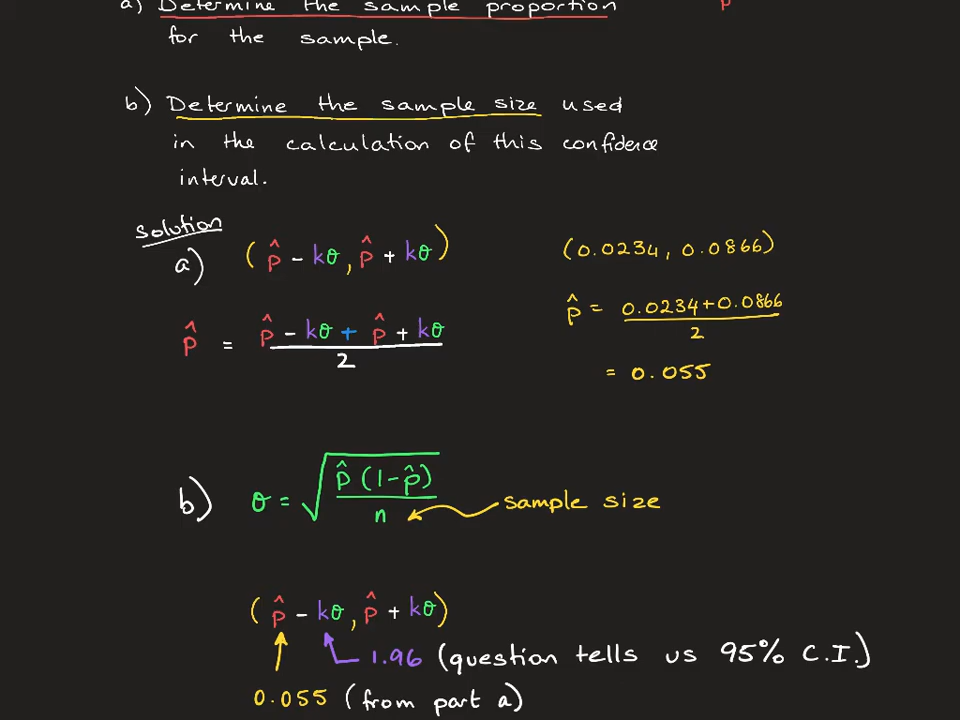 a) Determine the sample proportion p̂
for the sample.
b) Determine the sample size used
in the calculation of this confidence
interval.
Solution
a) (p̂ - kσ, p̂ + kσ)
(0.0234, 0.0866)
p̂ = (p̂ - kσ + p̂ + kσ) / 2
p̂ = (0.0234+0.0866) / 2
= 0.055
b) σ = √(p̂(1-p̂) / n)
sample size
(p̂ - kσ, p̂ + kσ)
1.96 (question tells us 95% C.I.)
0.055 (from part a)